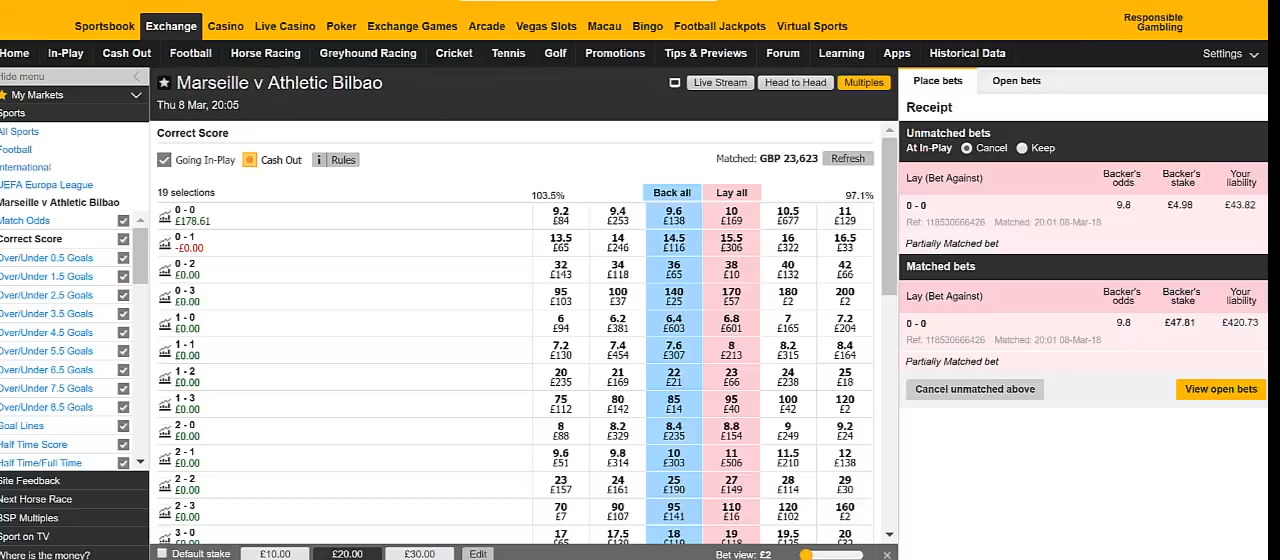 Responsible
Gambling
Sportsbook Exchange Casino Live Casino Poker Exchange Games Arcade Vegas Slots Macau Bingo Football Jackpots Virtual Sports
Home In-Play Cash Out Football Horse Racing Greyhound Racing Cricket Tennis Golf Promotions Tips & Previews Forum Learning Apps Historical Data Settings
Hide menu
My Markets
Sports
All Sports
Football
International
UEFA Europa League
Marseille v Athletic Bilbao
Match Odds
Correct Score
Over/Under 0.5 Goals
Over/Under 1.5 Goals
Over/Under 2.5 Goals
Over/Under 3.5 Goals
Over/Under 4.5 Goals
Over/Under 5.5 Goals
Over/Under 6.5 Goals
Over/Under 7.5 Goals
Over/Under 8.5 Goals
Goal Lines
Half Time Score
Half Time/Full Time
Site Feedback
Next Horse Race
BSP Multiples
Sport on TV
Where is the money?
Marseille v Athletic Bilbao
Live Stream Head to Head Multiples
Thu 8 Mar, 20:05
Correct Score
Going In-Play Cash Out i Rules Matched: GBP 23,623 Refresh
19 selections 103.5% Back all Lay all 97.1%
0 - 0 9.2 9.4 9.6 10 10.5 11
£178.61 £84 £253 £138 £169 £677 £129
0 - 1 13.5 14 14.5 15.5 16 16.5
-£0.00 £65 £246 £116 £306 £322 £33
0 - 2 32 34 36 38 40 42
£0.00 £143 £118 £65 £10 £132 £66
0 - 3 95 100 140 170 180 200
£0.00 £103 £37 £25 £57 £2 £2
1 - 0 6 6.2 6.4 6.8 7 7.2
£0.00 £94 £381 £603 £601 £165 £204
1 - 1 7.2 7.4 7.6 8 8.2 8.4
£0.00 £130 £454 £307 £213 £315 £164
1 - 2 20 21 22 23 24 25
£0.00 £235 £169 £21 £66 £238 £18
1 - 3 75 80 85 95 100 120
£0.00 £112 £142 £14 £40 £42 £2
2 - 0 8 8.2 8.4 8.8 9 9.2
£0.00 £88 £329 £235 £154 £249 £24
2 - 1 9.6 9.8 10 11 11.5 12
£0.00 £51 £314 £303 £506 £210 £138
2 - 2 23 24 25 27 28 29
£0.00 £157 £161 £190 £149 £114 £30
2 - 3 70 90 95 110 120 160
£0.00 £7 £107 £141 £16 £102 £2
3 - 0 17 17.5 18 19 19.5 20
Default stake £10.00 £20.00 £30.00 Edit Bet view: £2
Place bets Open bets
Receipt
Unmatched bets
At In-Play Cancel Keep
Lay (Bet Against) Backer's odds Backer's stake Your liability
0 - 0 9.8 £4.98 £43.82
Ref: 118530666426 Matched: 20:01 08-Mar-18
Partially Matched bet
Matched bets
Lay (Bet Against) Backer's odds Backer's stake Your liability
0 - 0 9.8 £47.81 £420.73
Ref: 118530666426 Matched: 20:01 08-Mar-18
Partially Matched bet
Cancel unmatched above View open bets